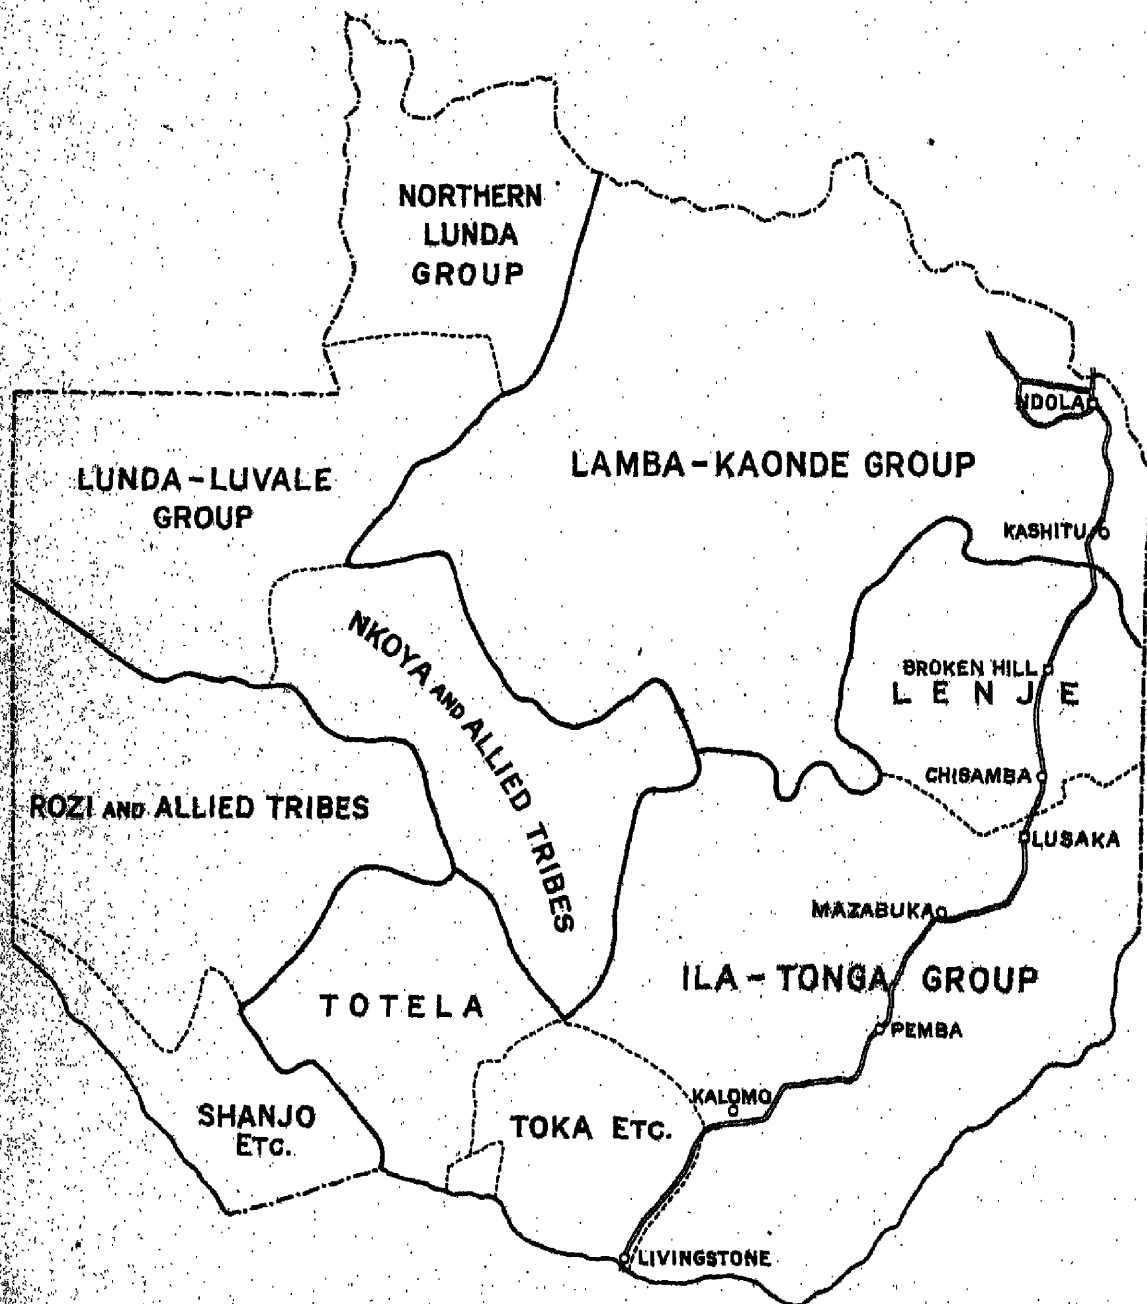 NORTHERN
LUNDA
GROUP
NDOLA
LAMBA-KAONDE GROUP
LUNDA-LUVALE
GROUP
KASHITU
NKOYA AND ALLIED TRIBES
BROKEN HILL
LENJE
CHISAMBA
ROZI AND ALLIED TRIBES
LUSAKA
MAZABUKA
ILA-TONGA GROUP
TOTELA
PEMBA
KALOMO
SHANJO
ETC.
TOKA ETC.
LIVINGSTONE